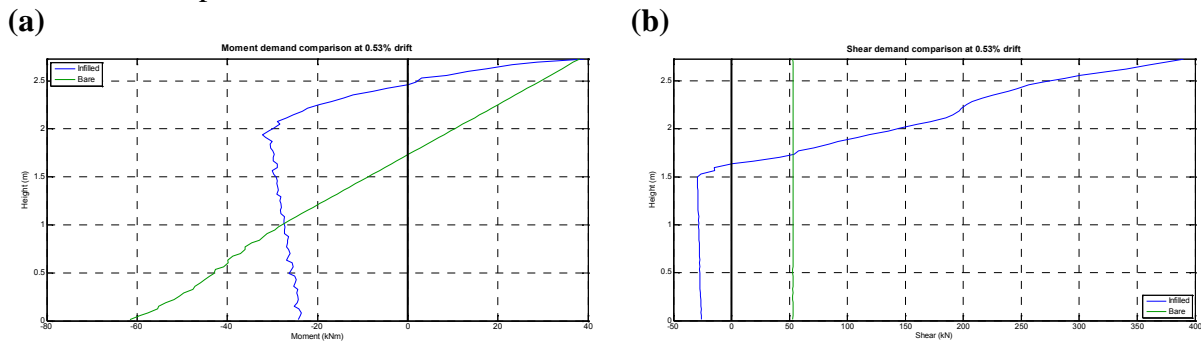 (a)
Moment demand comparison at 0.53% drift
Infilled
Bare
2.5
2
1.5
1
0.5
0
Height (m)
-80 -60 -40 -20 0 20 40
Moment (kNm)
(b)
Shear demand comparison at 0.53% drift
2.5
2
1.5
1
0.5
0
Height (m)
Infilled
Bare
-50 0 50 100 150 200 250 300 350 400
Shear (kN)